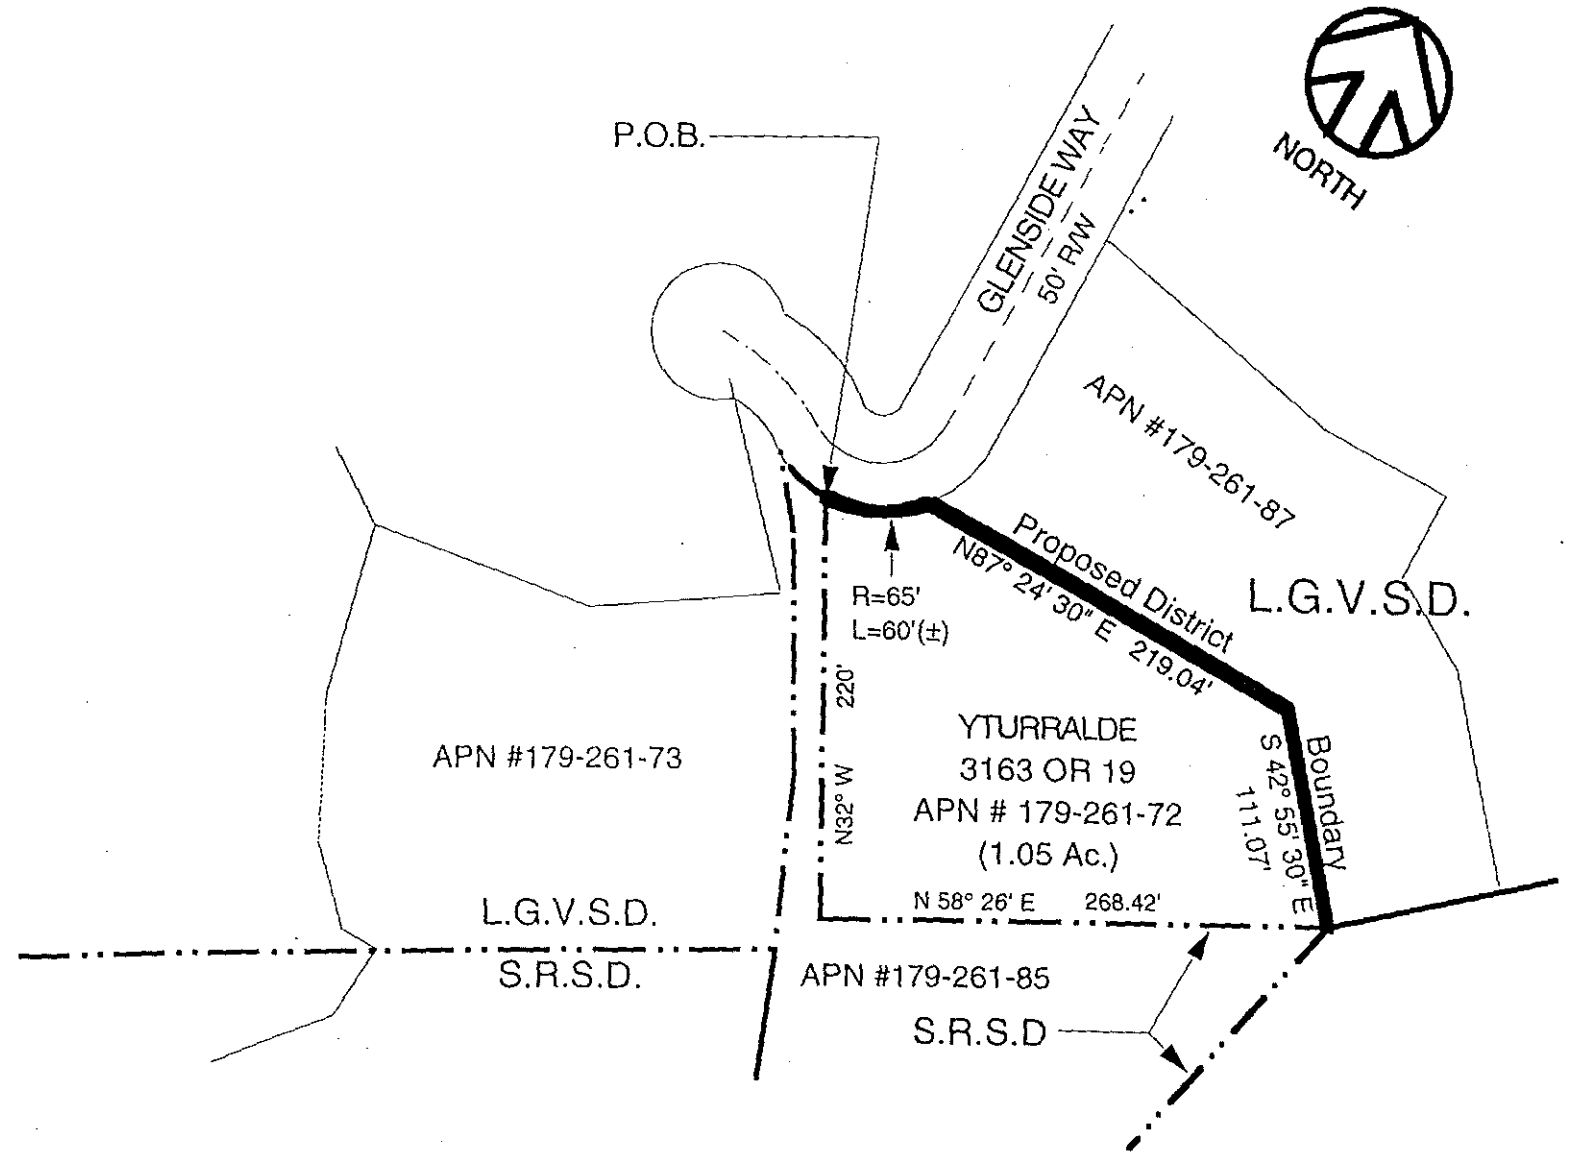 P.O.B.
NORTH
GLENSIDE WAY
50' R/W
APN #179-261-87
Proposed District
N87° 24' 30" E 219.04'
L.G.V.S.D.
R=65'
L=60'(±)
220'
N32° W
YTURRALDE
3163 OR 19
APN # 179-261-72
(1.05 Ac.)
Boundary
S 42° 55' 30" E
111.07'
APN #179-261-73
N 58° 26' E 268.42'
L.G.V.S.D.
S.R.S.D.
APN #179-261-85
S.R.S.D